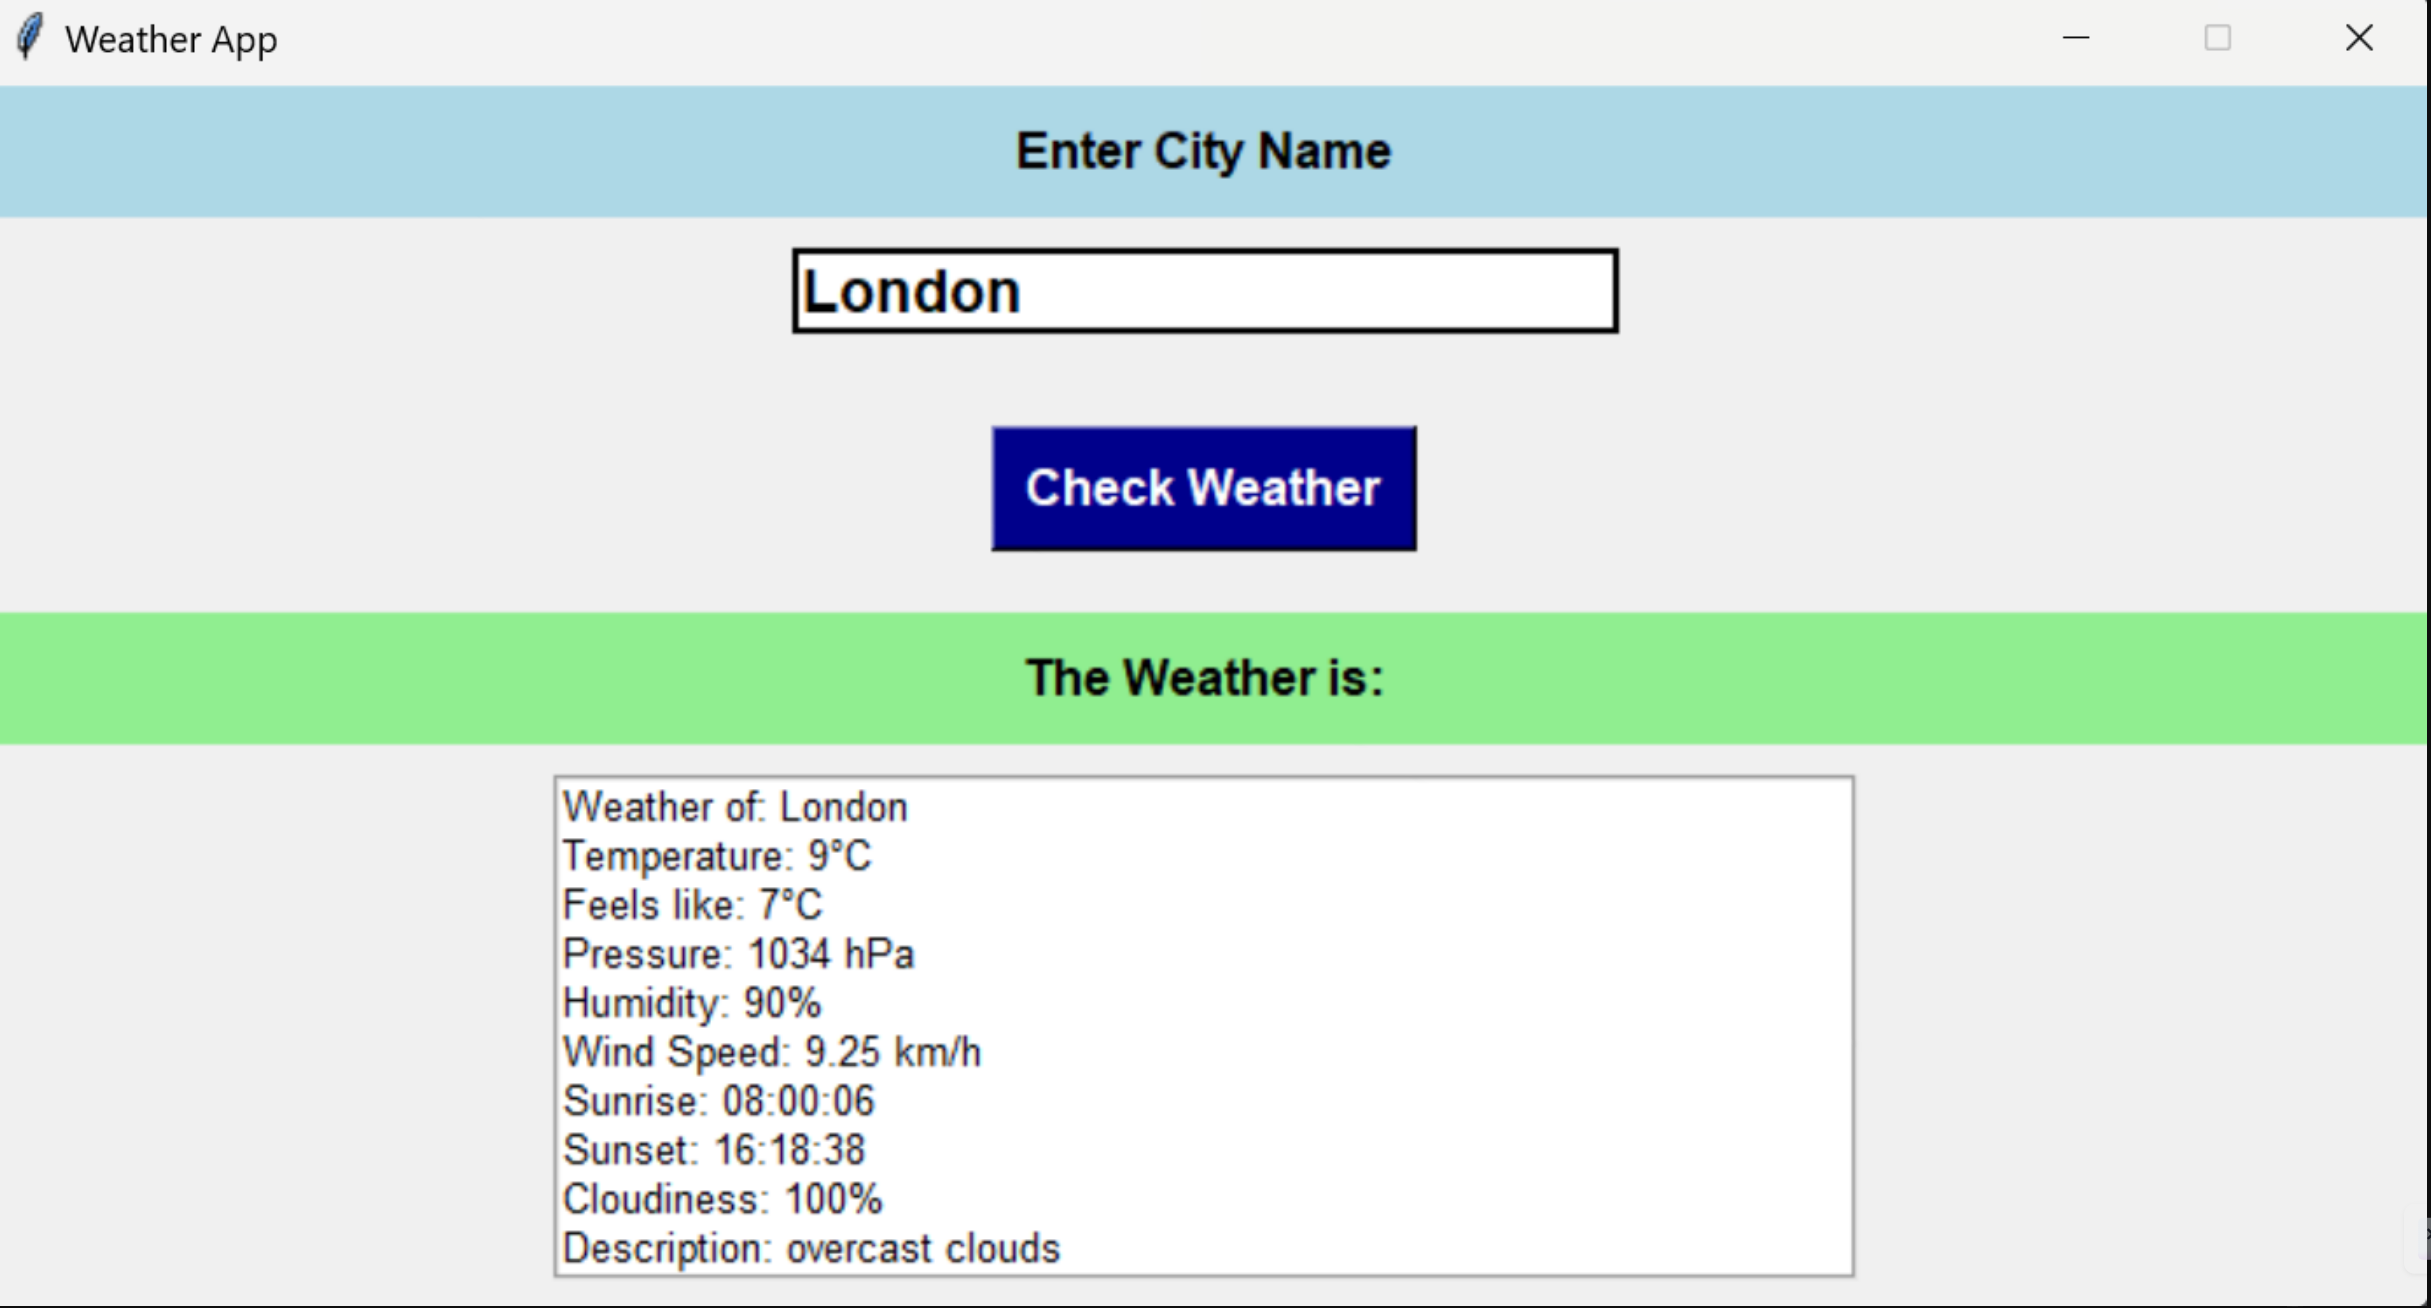 Weather App
Enter City Name
London
Check Weather
The Weather is:
Weather of: London
Temperature: 9°C
Feels like: 7°C
Pressure: 1034 hPa
Humidity: 90%
Wind Speed: 9.25 km/h
Sunrise: 08:00:06
Sunset: 16:18:38
Cloudiness: 100%
Description: overcast clouds